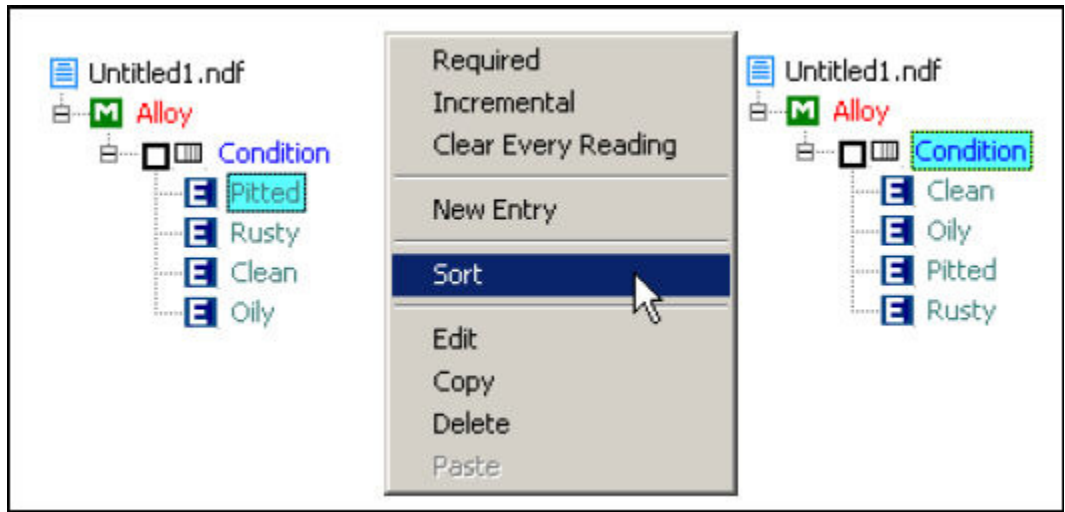 Untitled1.ndf
M Alloy
Condition
E Pitted
E Rusty
E Clean
E Oily
Required
Incremental
Clear Every Reading
New Entry
Sort
Edit
Copy
Delete
Paste
Untitled1.ndf
M Alloy
Condition
E Clean
E Oily
E Pitted
E Rusty